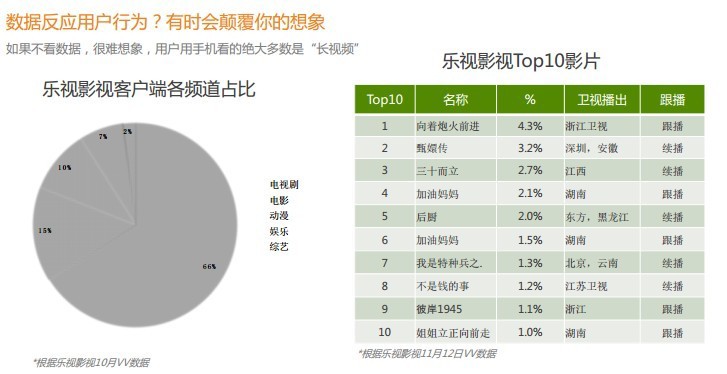 数据反应用户行为？有时会颠覆你的想象
如果不看数据，很难想象，用户用手机看的绝大多数是“长视频”
乐视影视客户端各频道占比
2%
7%
10%
15%
66%
电视剧
电影
动漫
娱乐
综艺
*根据乐视影视10月VV数据
乐视影视Top10影片
Top10 名称 % 卫视播出 跟播
1 向着炮火前进 4.3% 浙江卫视 跟播
2 甄嬛传 3.2% 深圳，安徽 续播
3 三十而立 2.7% 江西 续播
4 加油妈妈 2.1% 湖南 跟播
5 后厨 2.0% 东方，黑龙江 续播
6 加油妈妈 1.5% 湖南 跟播
7 我是特种兵之. 1.3% 北京，云南 续播
8 不是钱的事 1.2% 江苏卫视 续播
9 彼岸1945 1.1% 浙江 跟播
10 姐姐立正向前走 1.0% 湖南 跟播
*根据乐视影视11月12日VV数据